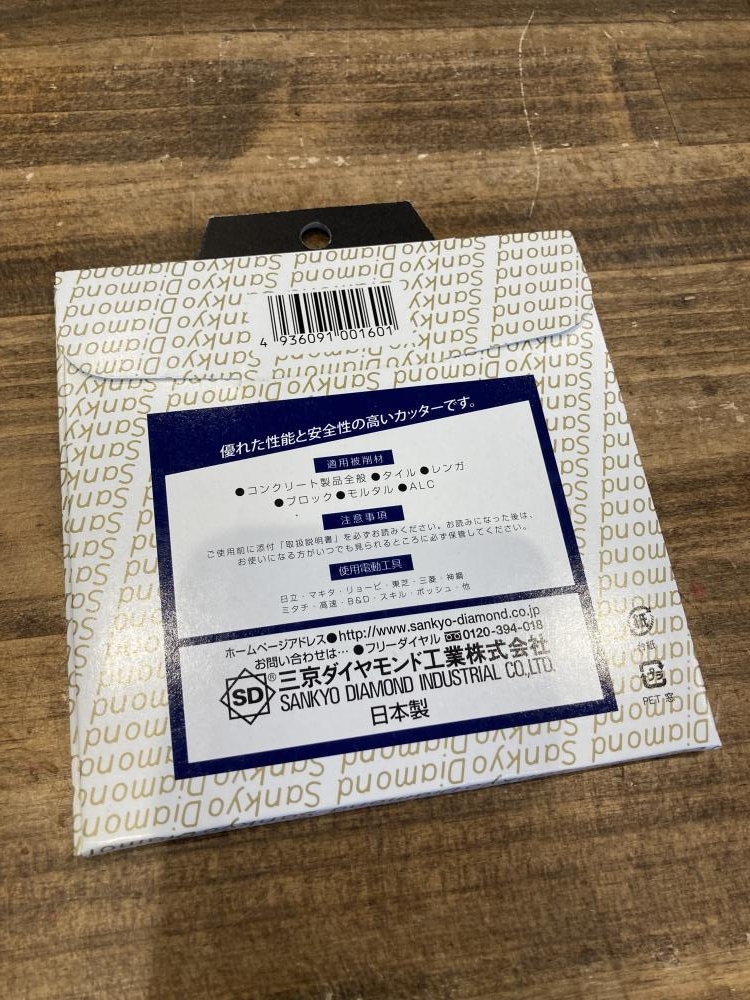 4 936091 001601
優れた性能と安全性の高いカッターです。
適用被削材
●コンクリート製品全般●タイル●レンガ
●ブロック●モルタル●ALC
注意事項
ご使用前に添付「取扱説明書」を必ずお読みください。お読みになった後は、
お使いになる方がいつでも見られるところに必ず保管してください。
使用電動工具
日立・マキタ・リョービ・東芝・三菱・神鋼
ミタチ・高速・B&D・スキル・ボッシュ・他
ホームページアドレス●http://www.sankyo-diamond.co.jp
お問い合わせは…●フリーダイヤル 0120-394-018
SD® 三京ダイヤモンド工業株式会社
SANKYO DIAMOND INDUSTRIAL CO.,LTD.
日本製
紙
プラ
PET:窓
Sankyo Diamond